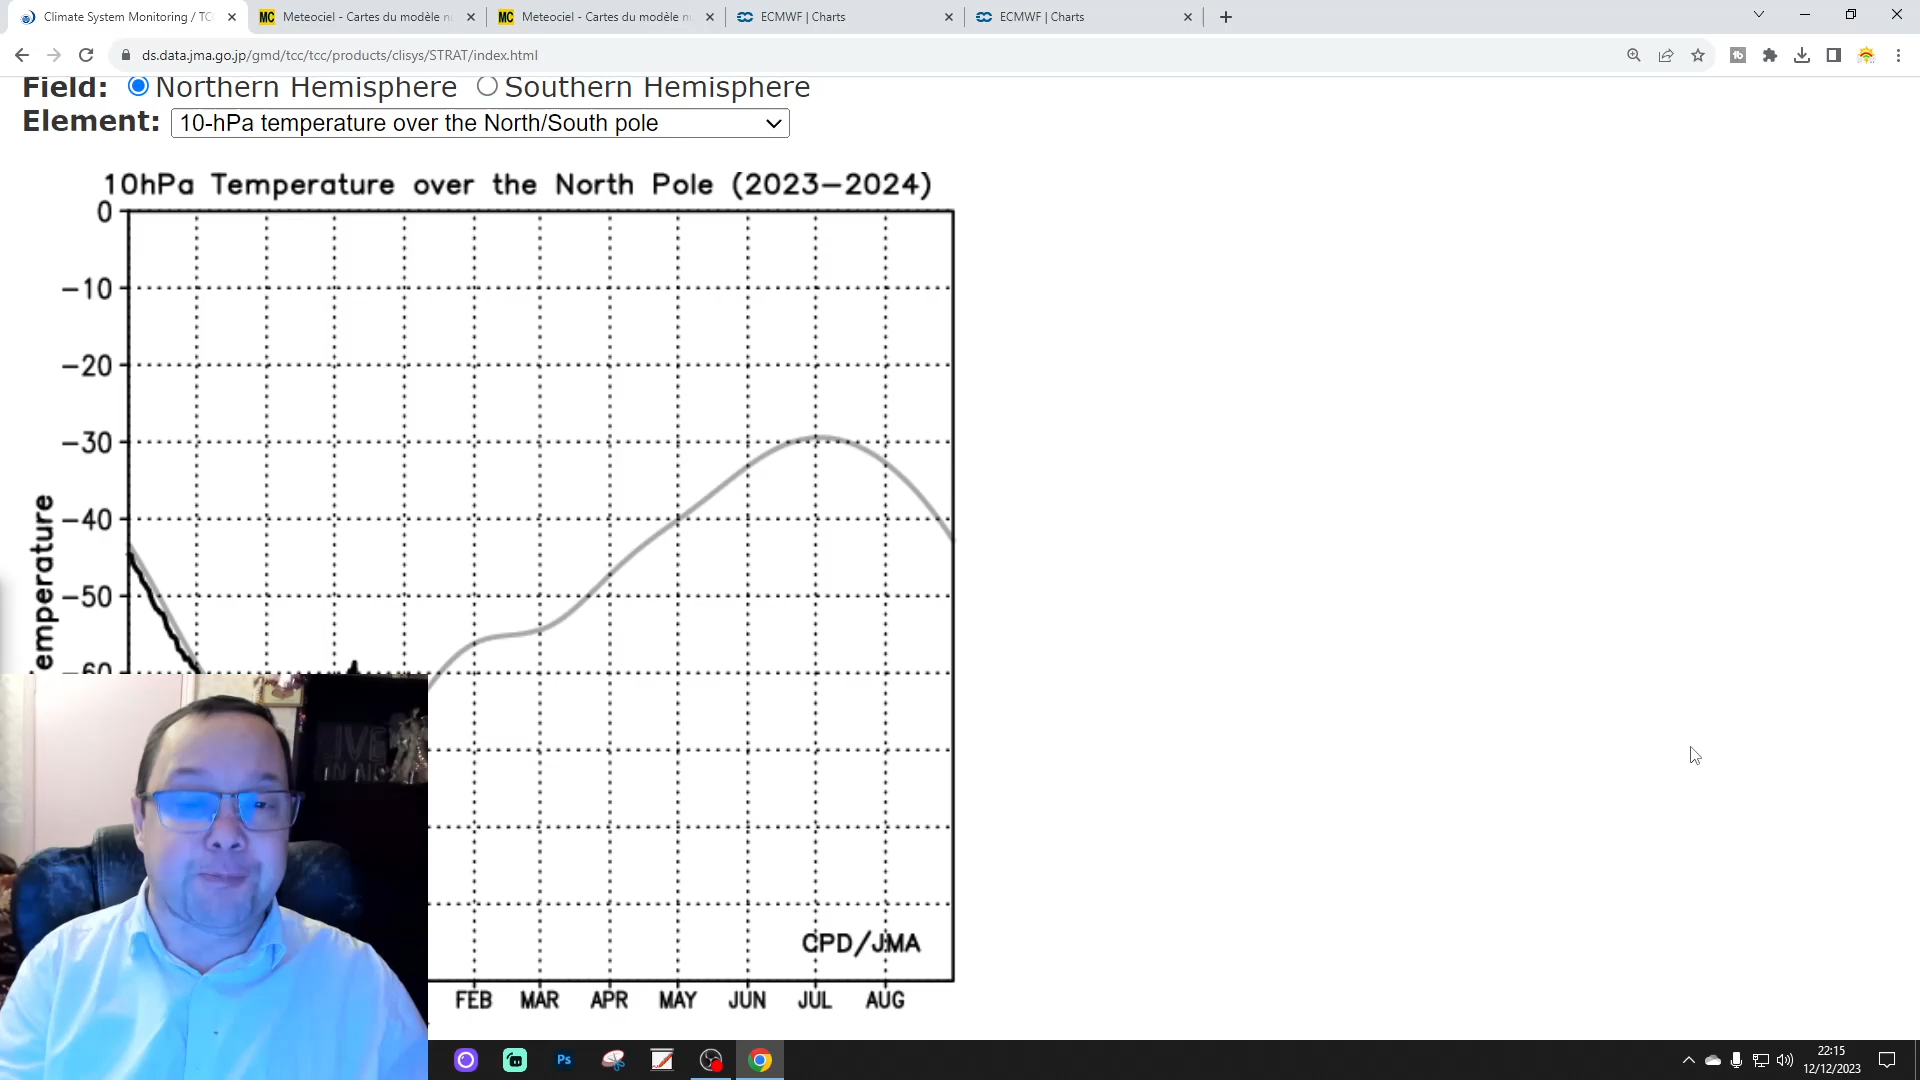 Climate System Monitoring / TC
Meteociel - Cartes du modèle n
Meteociel - Cartes du modèle n
ECMWF | Charts
ECMWF | Charts
ds.data.jma.go.jp/gmd/tcc/tcc/products/clisys/STRAT/index.html
Field: Northern Hemisphere Southern Hemisphere
Element: 10-hPa temperature over the North/South pole
10hPa Temperature over the North Pole (2023–2024)
0
–10
–20
–30
–40
–50
–60
emperature
CPD/JMA
FEB MAR APR MAY JUN JUL AUG
22:15
12/12/2023